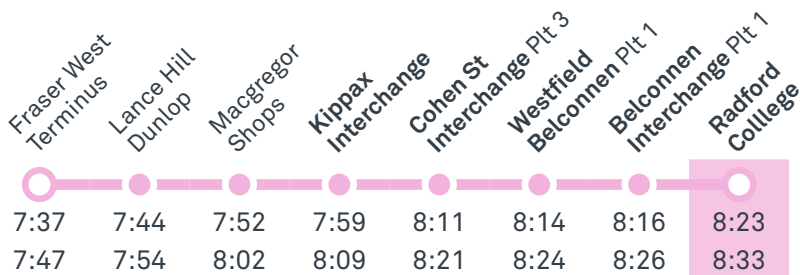 Fraser West
Terminus
Lance Hill
Dunlop
Macgregor
Shops
Kippax
Interchange
Cohen St
Interchange Plt 3
Westfield
Belconnen Plt 1
Belconnen
Interchange Plt 1
Radford
Colllege
7:37 7:44 7:52 7:59 8:11 8:14 8:16 8:23
7:47 7:54 8:02 8:09 8:21 8:24 8:26 8:33